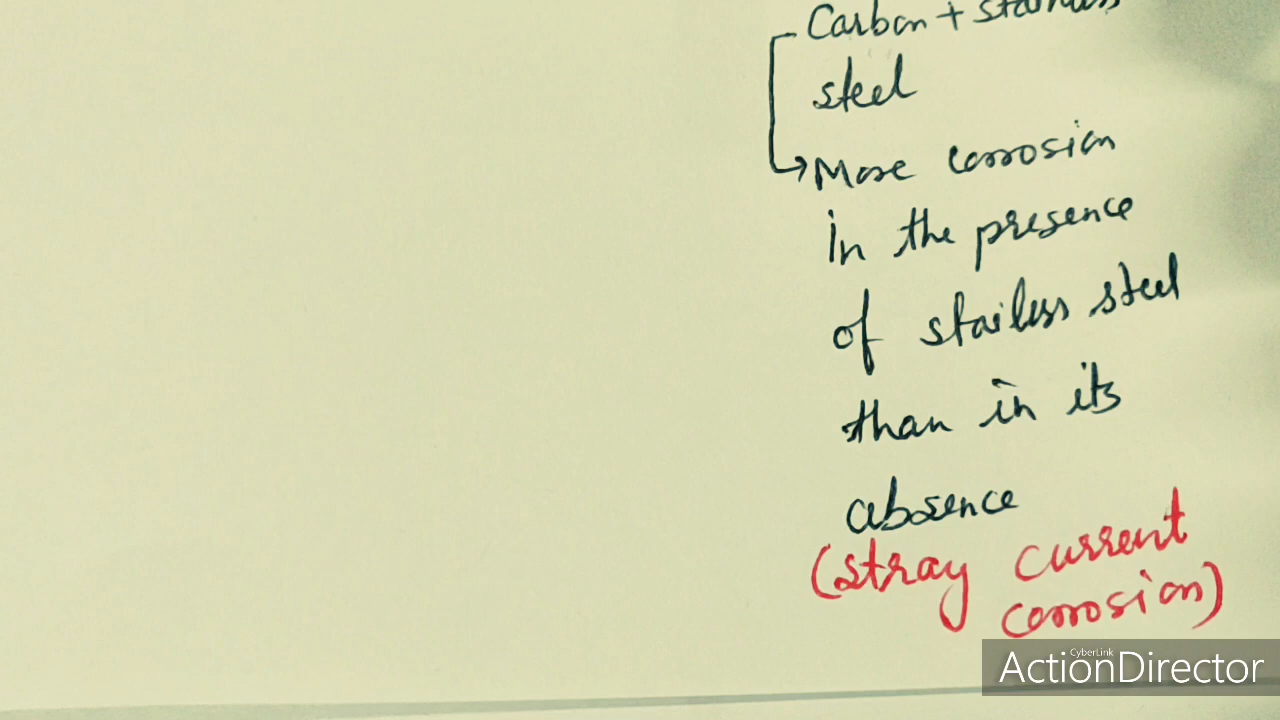 Carbon + stainless
steel
More corrosion
in the presence
of stailess steel
than in its
absence
(stray current
corrosion)
CyberLink
ActionDirector